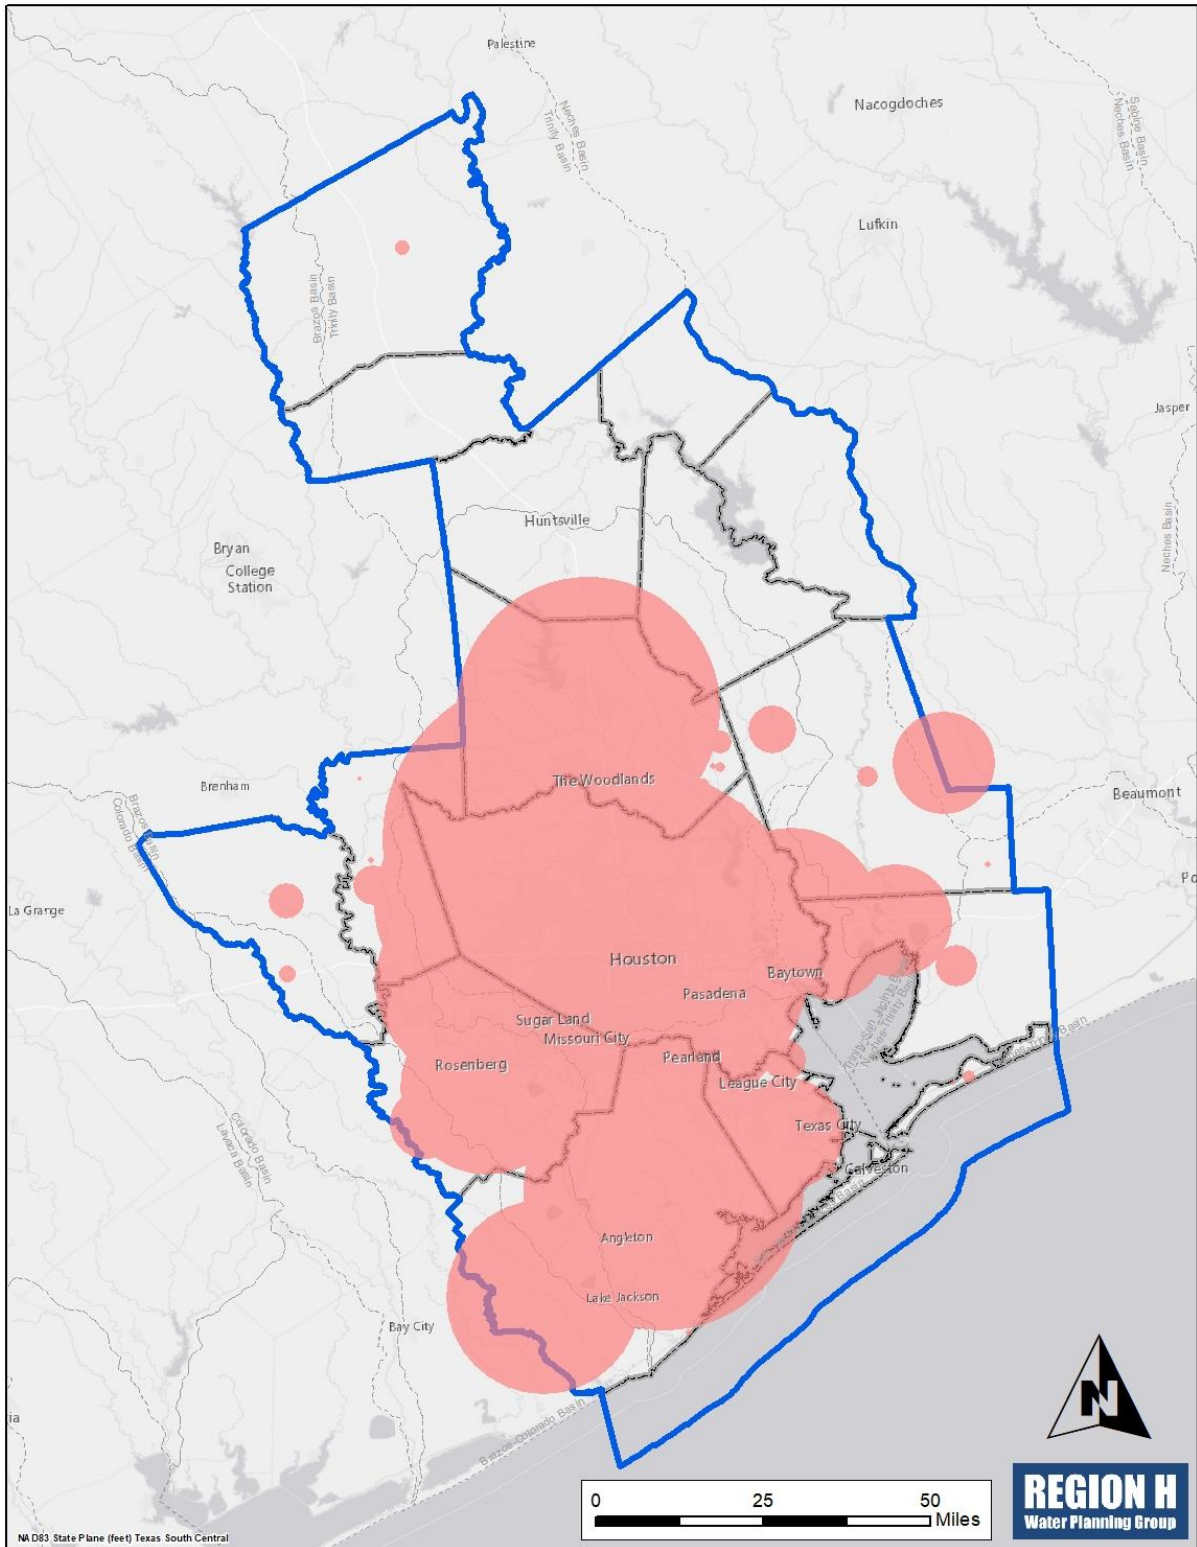 Palestine
Nacogdoches
Neches Basin
Trinity Basin
Sabine Basin
Neches Basin
Lufkin
Brazos Basin
Trinity Basin
Jasper
Neches Basin
Huntsville
Bryan
College
Station
The Woodlands
Brenham
Beaumont
Brazos Basin
Colorado Basin
La Grange
Po
Houston
Baytown
Pasadena
Sugar Land
Missouri City
Rosenberg
Pearland
League City
Texas City
Galveston
Colorado Basin
Lavaca Basin
Angleton
Lake Jackson
Bay City
ia
Brazos-Colorado Basin
N
0 25 50
Miles
REGION H
Water Planning Group
NAD83 State Plane (feet) Texas South Central